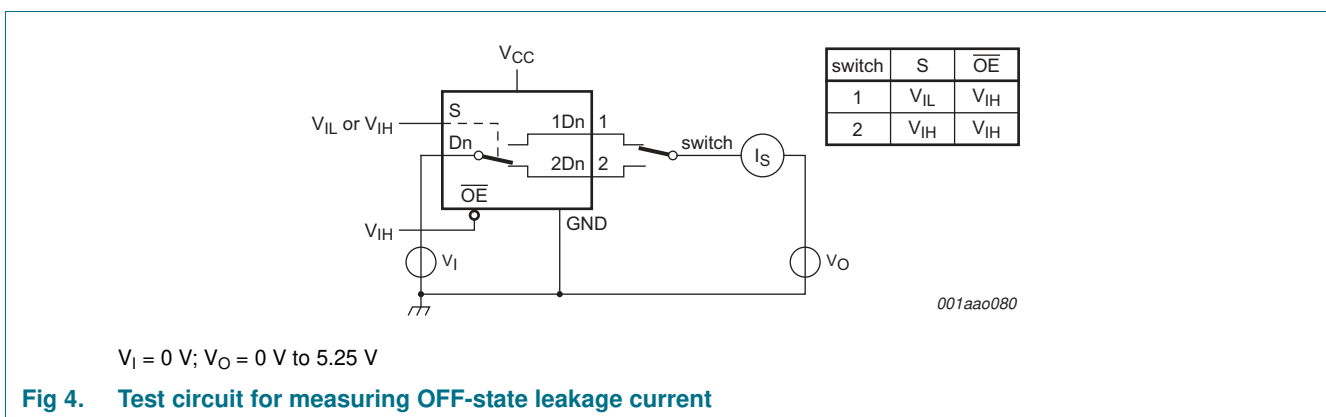 VCC
switch S OE
1 VIL VIH
2 VIH VIH
VIL or VIH
S
1Dn 1
Dn
switch
IS
2Dn 2
OE
VIH
GND
VI
VO
001aao080
VI = 0 V; VO = 0 V to 5.25 V
Fig 4. Test circuit for measuring OFF-state leakage current